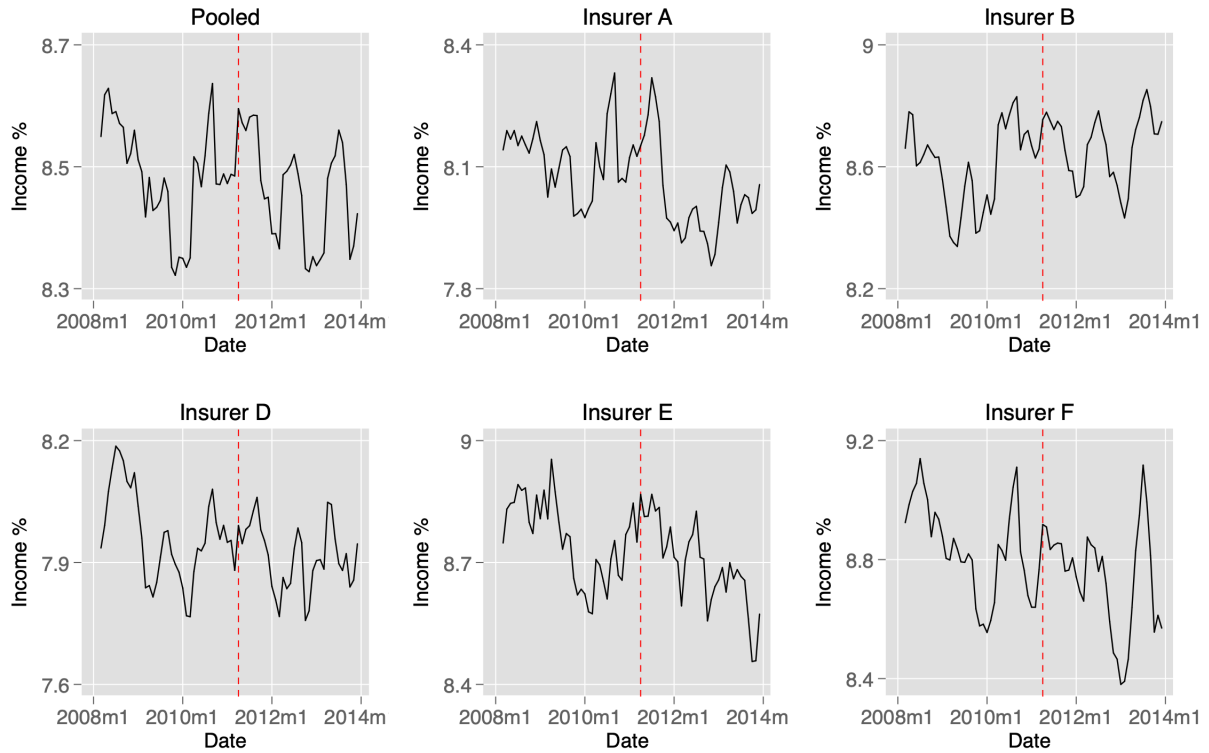 Pooled
Income %
8.7
8.5
8.3
2008m1 2010m1 2012m1 2014m
Date
Insurer A
Income %
8.4
8.1
7.8
2008m1 2010m1 2012m1 2014m1
Date
Insurer B
Income %
9
8.6
8.2
2008m1 2010m1 2012m1 2014m1
Date
Insurer D
Income %
8.2
7.9
7.6
2008m1 2010m1 2012m1 2014m
Date
Insurer E
Income %
9
8.7
8.4
2008m1 2010m1 2012m1 2014m1
Date
Insurer F
Income %
9.2
8.8
8.4
2008m1 2010m1 2012m1 2014m1
Date